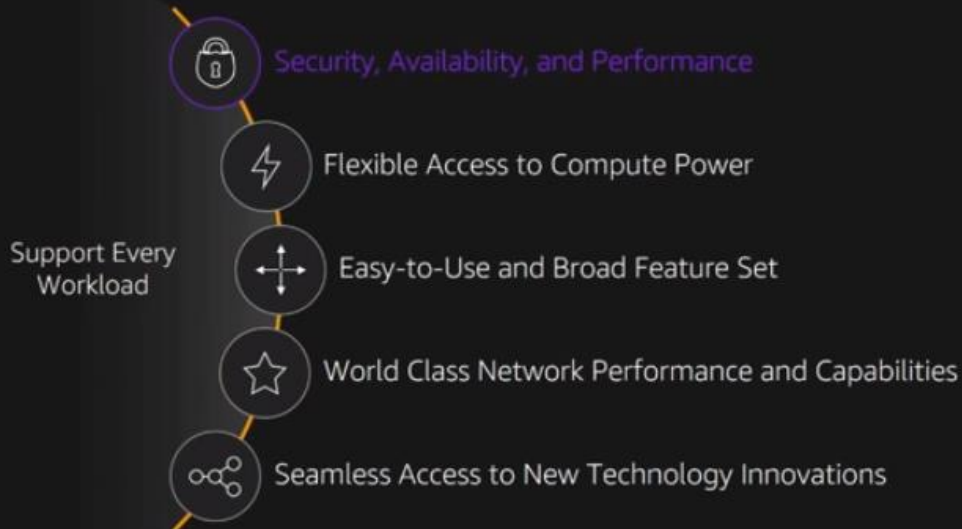 Security, Availability, and Performance
Flexible Access to Compute Power
Support Every
Workload
Easy-to-Use and Broad Feature Set
World Class Network Performance and Capabilities
Seamless Access to New Technology Innovations